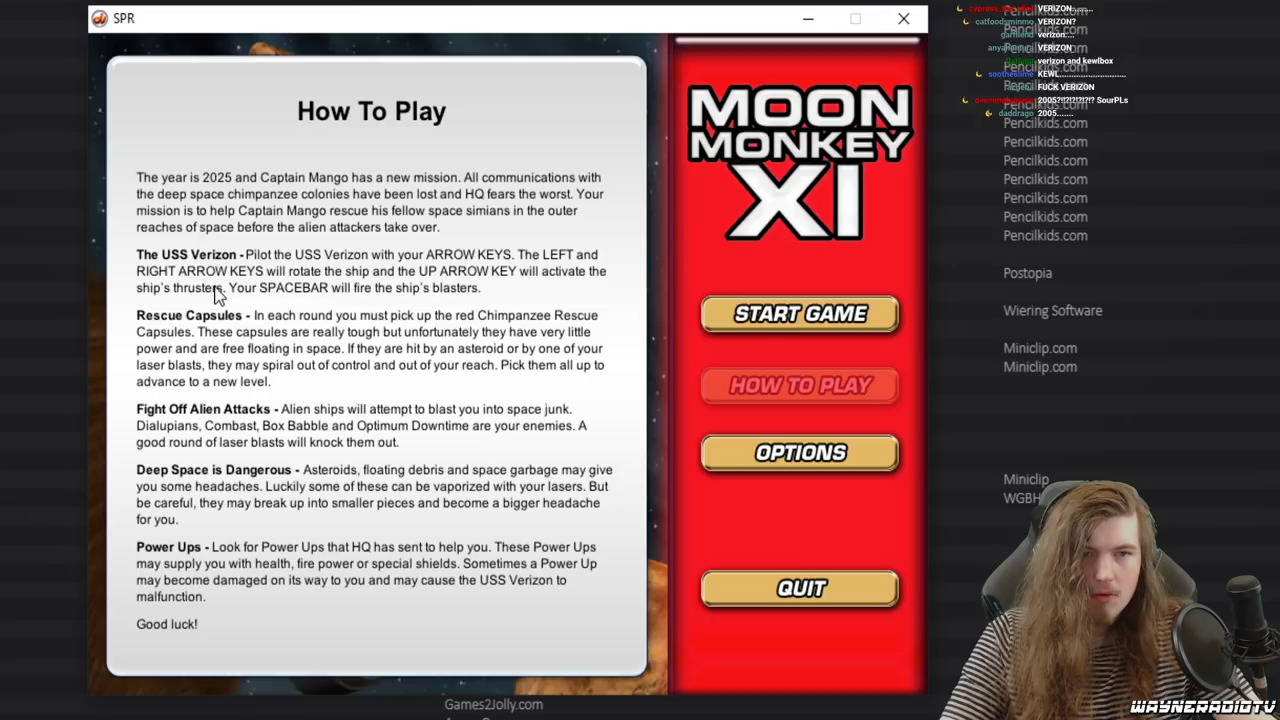 SPR
How To Play
The year is 2025 and Captain Mango has a new mission. All communications with
the deep space chimpanzee colonies have been lost and HQ fears the worst. Your
mission is to help Captain Mango rescue his fellow space simians in the outer
reaches of space before the alien attackers take over.
The USS Verizon - Pilot the USS Verizon with your ARROW KEYS. The LEFT and
RIGHT ARROW KEYS will rotate the ship and the UP ARROW KEY will activate the
ship's thrusters. Your SPACEBAR will fire the ship's blasters.
Rescue Capsules - In each round you must pick up the red Chimpanzee Rescue
Capsules. These capsules are really tough but unfortunately they have very little
power and are free floating in space. If they are hit by an asteroid or by one of your
laser blasts, they may spiral out of control and out of your reach. Pick them all up to
advance to a new level.
Fight Off Alien Attacks - Alien ships will attempt to blast you into space junk.
Dialupians, Combast, Box Babble and Optimum Downtime are your enemies. A
good round of laser blasts will knock them out.
Deep Space is Dangerous - Asteroids, floating debris and space garbage may give
you some headaches. Luckily some of these can be vaporized with your lasers. But
be careful, they may break up into smaller pieces and become a bigger headache
for you.
Power Ups - Look for Power Ups that HQ has sent to help you. These Power Ups
may supply you with health, fire power or special shields. Sometimes a Power Up
may become damaged on its way to you and may cause the USS Verizon to
malfunction.
Good luck!
MOON
MONKEY
XI
START GAME
HOW TO PLAY
OPTIONS
QUIT
VERIZON
catfoodsinmo VERIZON?
garfriend verizon....
VERIZON
verizon and kewlbox
KEWL
FUCK VERIZON
2005?!?!?!?!?!? SourPLs
daddrago 2005.......
Pencilkids.com
Pencilkids.com
Pencilkids.com
Pencilkids.com
Pencilkids.com
Pencilkids.com
Pencilkids.com
Postopia
Wiering Software
Miniclip.com
Miniclip.com
Miniclip
WGBH
Games2Jolly.com
WAYNERADIOTV